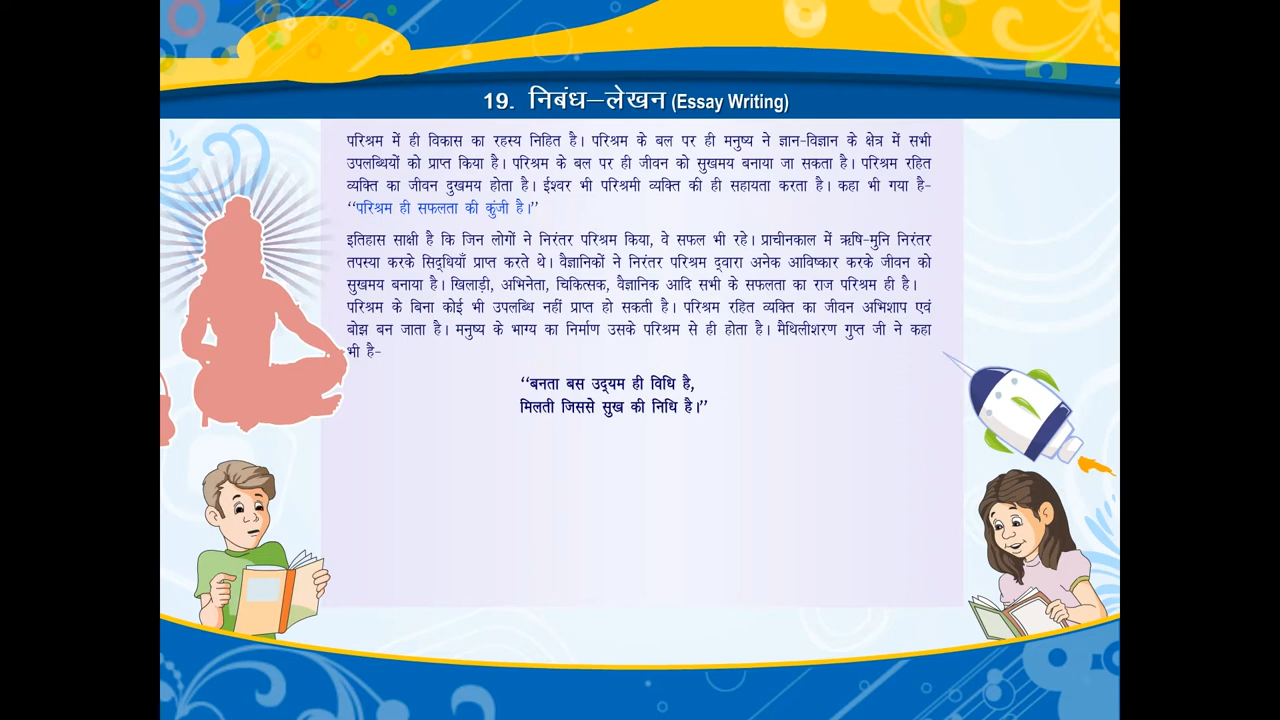 19. निबंध–लेखन (Essay Writing)
परिश्रम में ही विकास का रहस्य निहित है। परिश्रम के बल पर ही मनुष्य ने ज्ञान-विज्ञान के क्षेत्र में सभी
उपलब्धियों को प्राप्त किया है। परिश्रम के बल पर ही जीवन को सुखमय बनाया जा सकता है। परिश्रम रहित
व्यक्ति का जीवन दुखमय होता है। ईश्वर भी परिश्रमी व्यक्ति की ही सहायता करता है। कहा भी गया है-
‘‘परिश्रम ही सफलता की कुंजी है।’’
इतिहास साक्षी है कि जिन लोगों ने निरंतर परिश्रम किया, वे सफल भी रहे। प्राचीनकाल में ऋषि-मुनि निरंतर
तपस्या करके सिद्धियाँ प्राप्त करते थे। वैज्ञानिकों ने निरंतर परिश्रम द्वारा अनेक आविष्कार करके जीवन को
सुखमय बनाया है। खिलाड़ी, अभिनेता, चिकित्सक, वैज्ञानिक आदि सभी के सफलता का राज परिश्रम ही है।
परिश्रम के बिना कोई भी उपलब्धि नहीं प्राप्त हो सकती है। परिश्रम रहित व्यक्ति का जीवन अभिशाप एवं
बोझ बन जाता है। मनुष्य के भाग्य का निर्माण उसके परिश्रम से ही होता है। मैथिलीशरण गुप्त जी ने कहा
भी है-
‘‘बनता बस उद्यम ही विधि है,
मिलती जिससे सुख की निधि है।’’